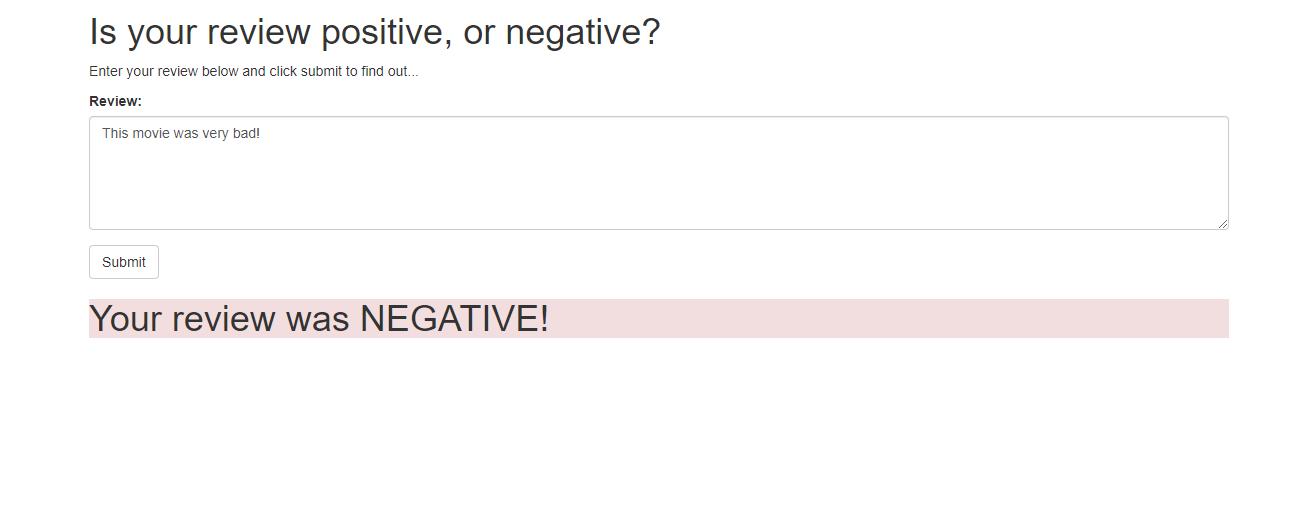 Is your review positive, or negative?
Enter your review below and click submit to find out...
Review:
This movie was very bad!
Submit
Your review was NEGATIVE!